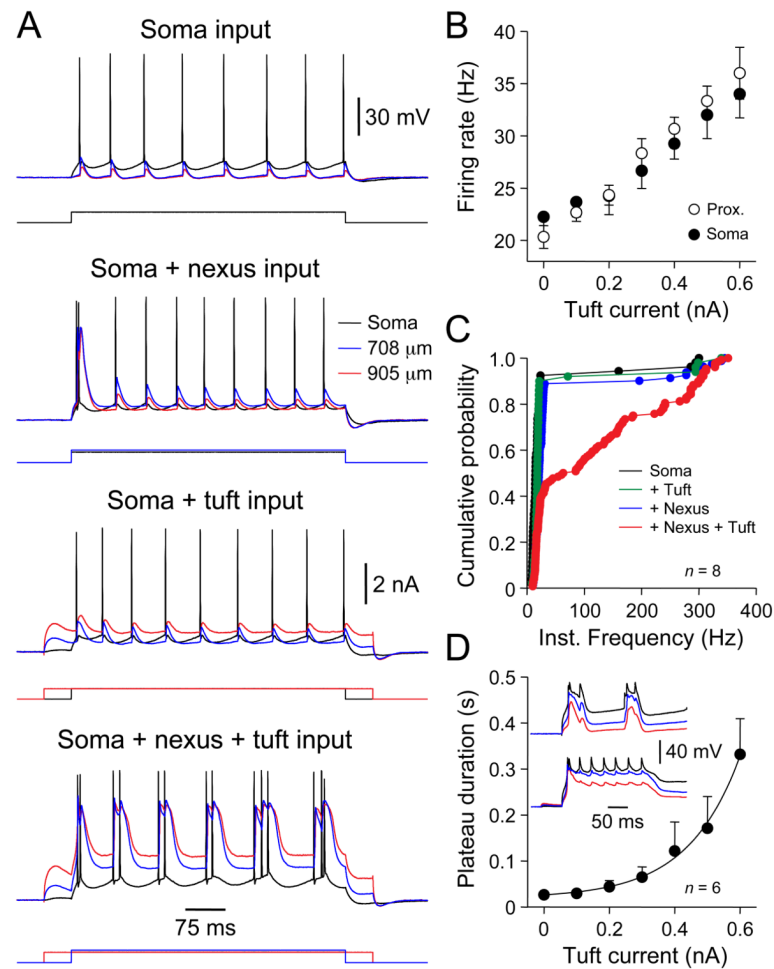 A
Soma input
30 mV
Soma + nexus input
Soma
708 μm
905 μm
Soma + tuft input
2 nA
Soma + nexus + tuft input
75 ms
B
Firing rate (Hz)
40
35
30
25
20
Prox.
Soma
0
0.2
0.4
0.6
Tuft current (nA)
C
Cumulative probability
1.0
0.8
0.6
0.4
0.2
0
Soma
+ Tuft
+ Nexus
+ Nexus + Tuft
n = 8
0
100
200
300
400
Inst. Frequency (Hz)
D
Plateau duration (s)
0.5
0.4
0.3
0.2
0.1
0
40 mV
50 ms
n = 6
0
0.2
0.4
0.6
Tuft current (nA)